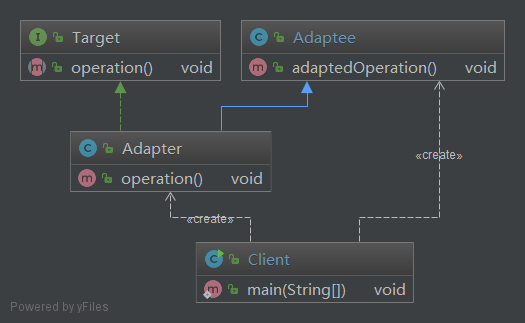 I Target
m operation() void
C Adaptee
m adaptedOperation() void
C Adapter
m operation() void
«create»
«create»
C Client
m main(String[]) void
Powered by yFiles